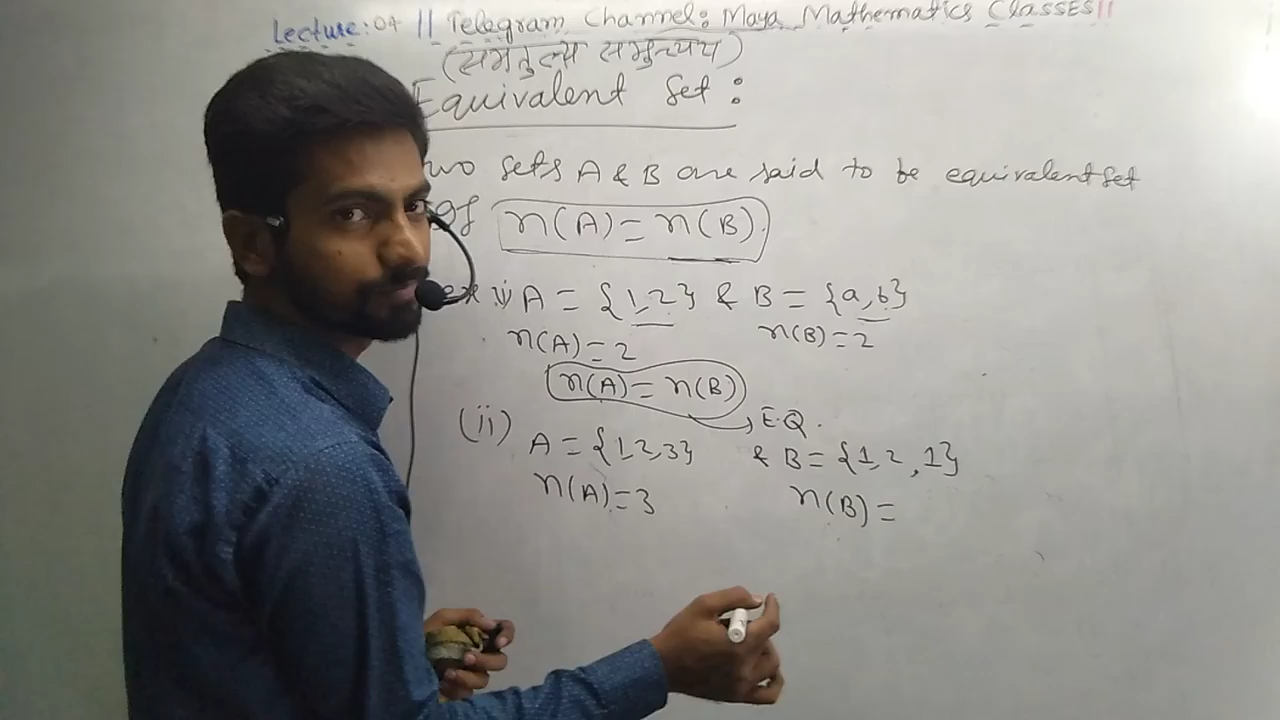 Lecture: 04 || Telegram Channel: Maya Mathematics Classes ||
(समतुल्य समुच्चय)
Equivalent Set:
wo sets A & B are said to be equivalent set
If n(A) = n(B).
ex (i) A = {1,2} & B = {a,b}
n(A) = 2 n(B) = 2
n(A) = n(B)
E.Q.
(ii) A = {1,2,3} & B = {1,2,1}
n(A) = 3 n(B) =